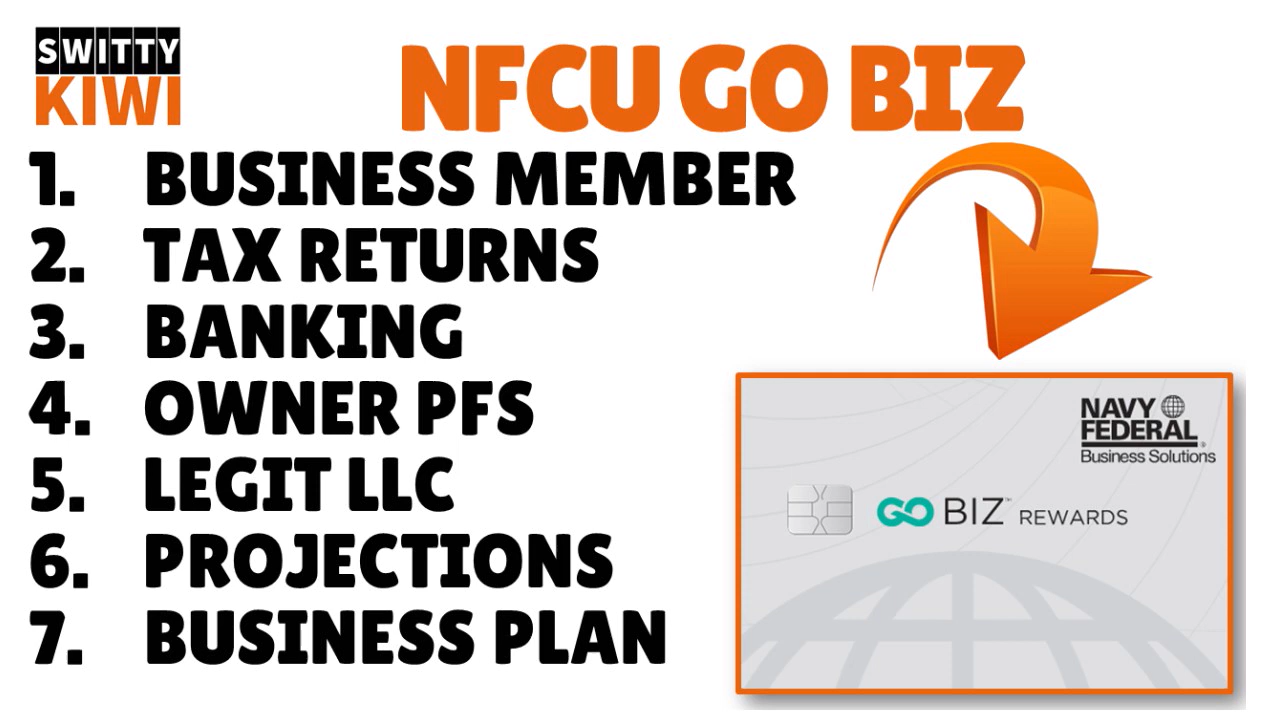 SWITTY
KIWI
NFCU GO BIZ
1. BUSINESS MEMBER
2. TAX RETURNS
3. BANKING
4. OWNER PFS
5. LEGIT LLC
6. PROJECTIONS
7. BUSINESS PLAN
NAVY
FEDERAL®
Business Solutions
GO BIZ™ REWARDS